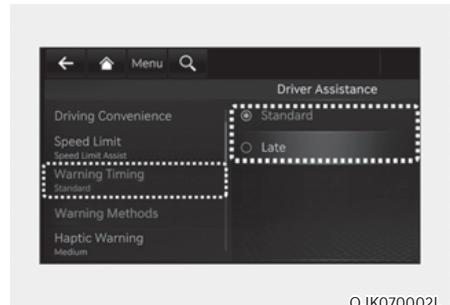 Menu
Driver Assistance
Driving Convenience
Speed Limit
Speed Limit Assist
Warning Timing
Standard
Warning Methods
Haptic Warning
Medium
Standard
Late
OJK070002L